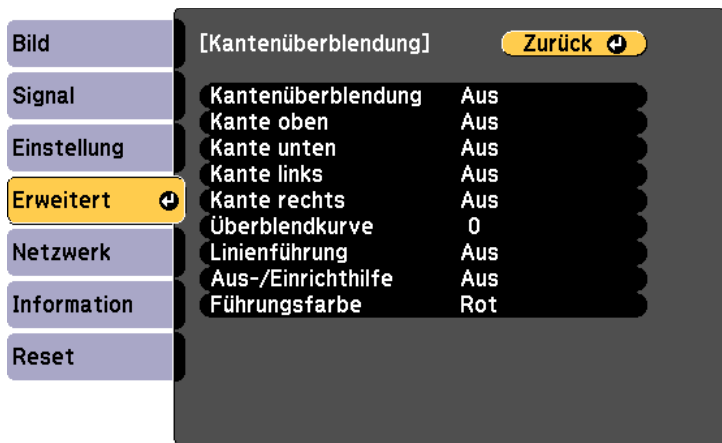 Bild
Signal
Einstellung
Erweitert
Netzwerk
Information
Reset
[Kantenüberblendung] Zurück
Kantenüberblendung Aus
Kante oben Aus
Kante unten Aus
Kante links Aus
Kante rechts Aus
Überblendkurve 0
Linienführung Aus
Aus-/Einrichthilfe Aus
Führungsfarbe Rot